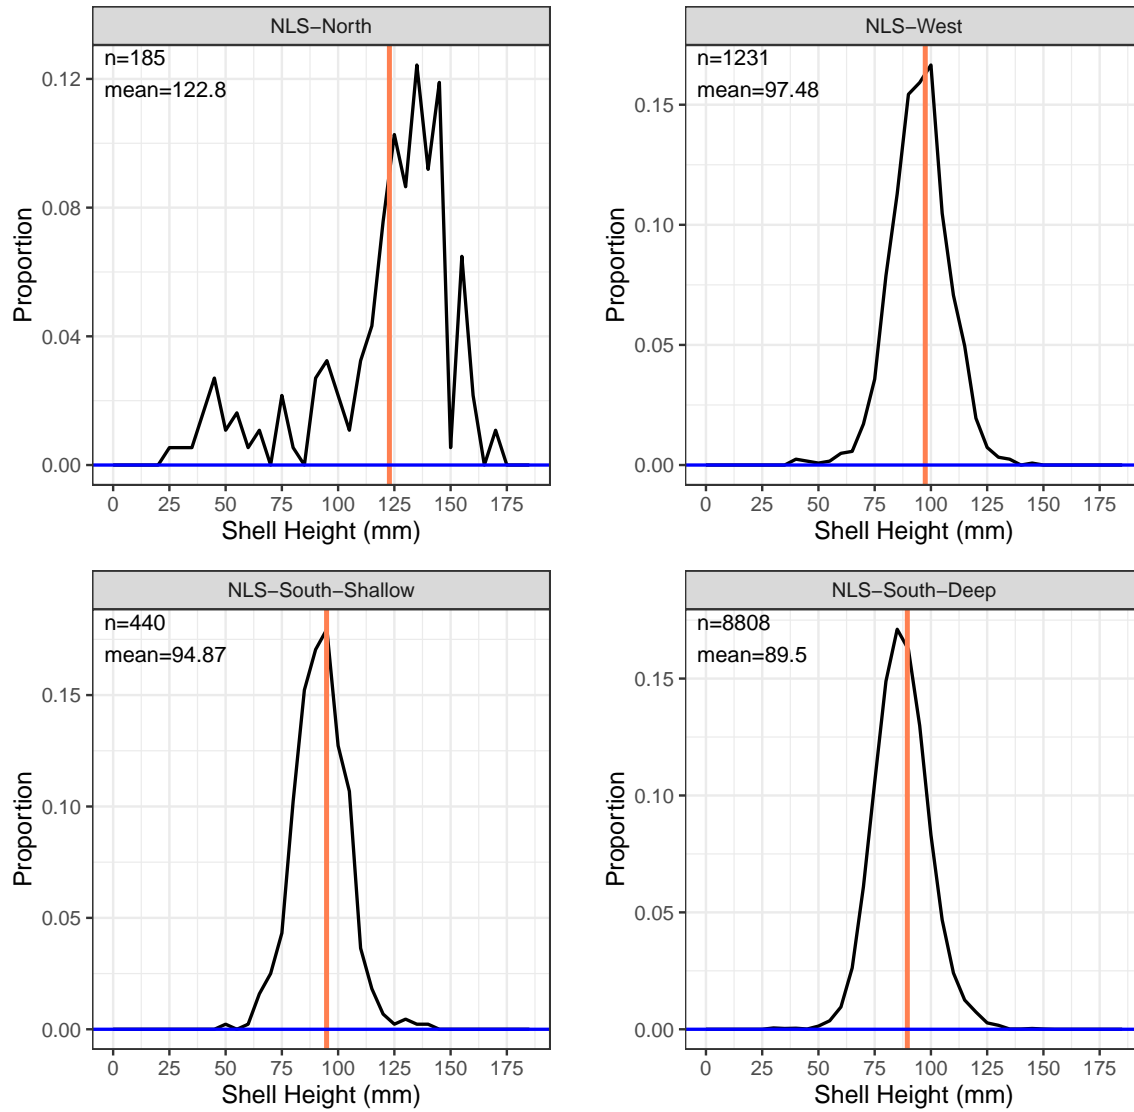 NLS−North
n=185
mean=122.8
0.12
0.08
0.04
0.00
Proportion
0 25 50 75 100 125 150 175
Shell Height (mm)
NLS−West
n=1231
mean=97.48
0.15
0.10
0.05
0.00
Proportion
0 25 50 75 100 125 150 175
Shell Height (mm)
NLS−South−Shallow
n=440
mean=94.87
0.15
0.10
0.05
0.00
Proportion
0 25 50 75 100 125 150 175
Shell Height (mm)
NLS−South−Deep
n=8808
mean=89.5
0.15
0.10
0.05
0.00
Proportion
0 25 50 75 100 125 150 175
Shell Height (mm)